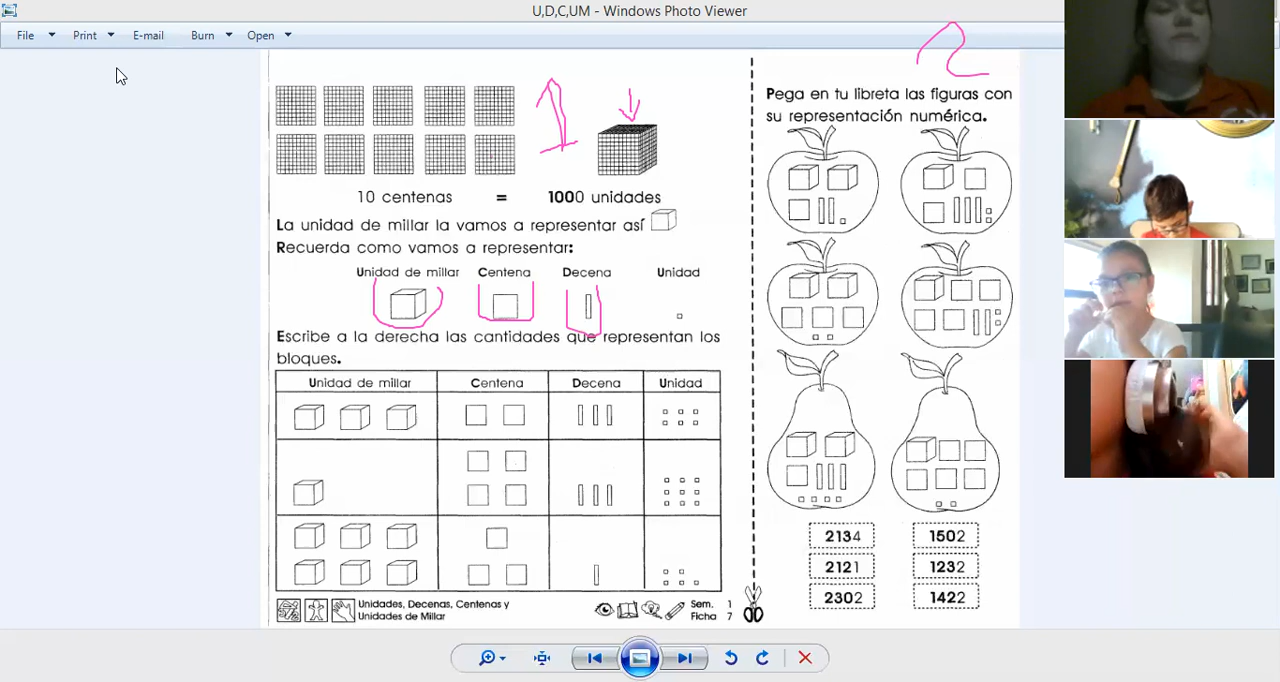 U,D,C,UM - Windows Photo Viewer
File Print E-mail Burn Open
1
2
10 centenas = 1000 unidades
La unidad de millar la vamos a representar así
Recuerda como vamos a representar:
Unidad de millar Centena Decena Unidad
Escribe a la derecha las cantidades que representan los
bloques.
Unidad de millar Centena Decena Unidad
Unidades, Decenas, Centenas y
Unidades de Millar
Sem. 1
Ficha 7
Pega en tu libreta las figuras con
su representación numérica.
2134 1502
2121 1232
2302 1422